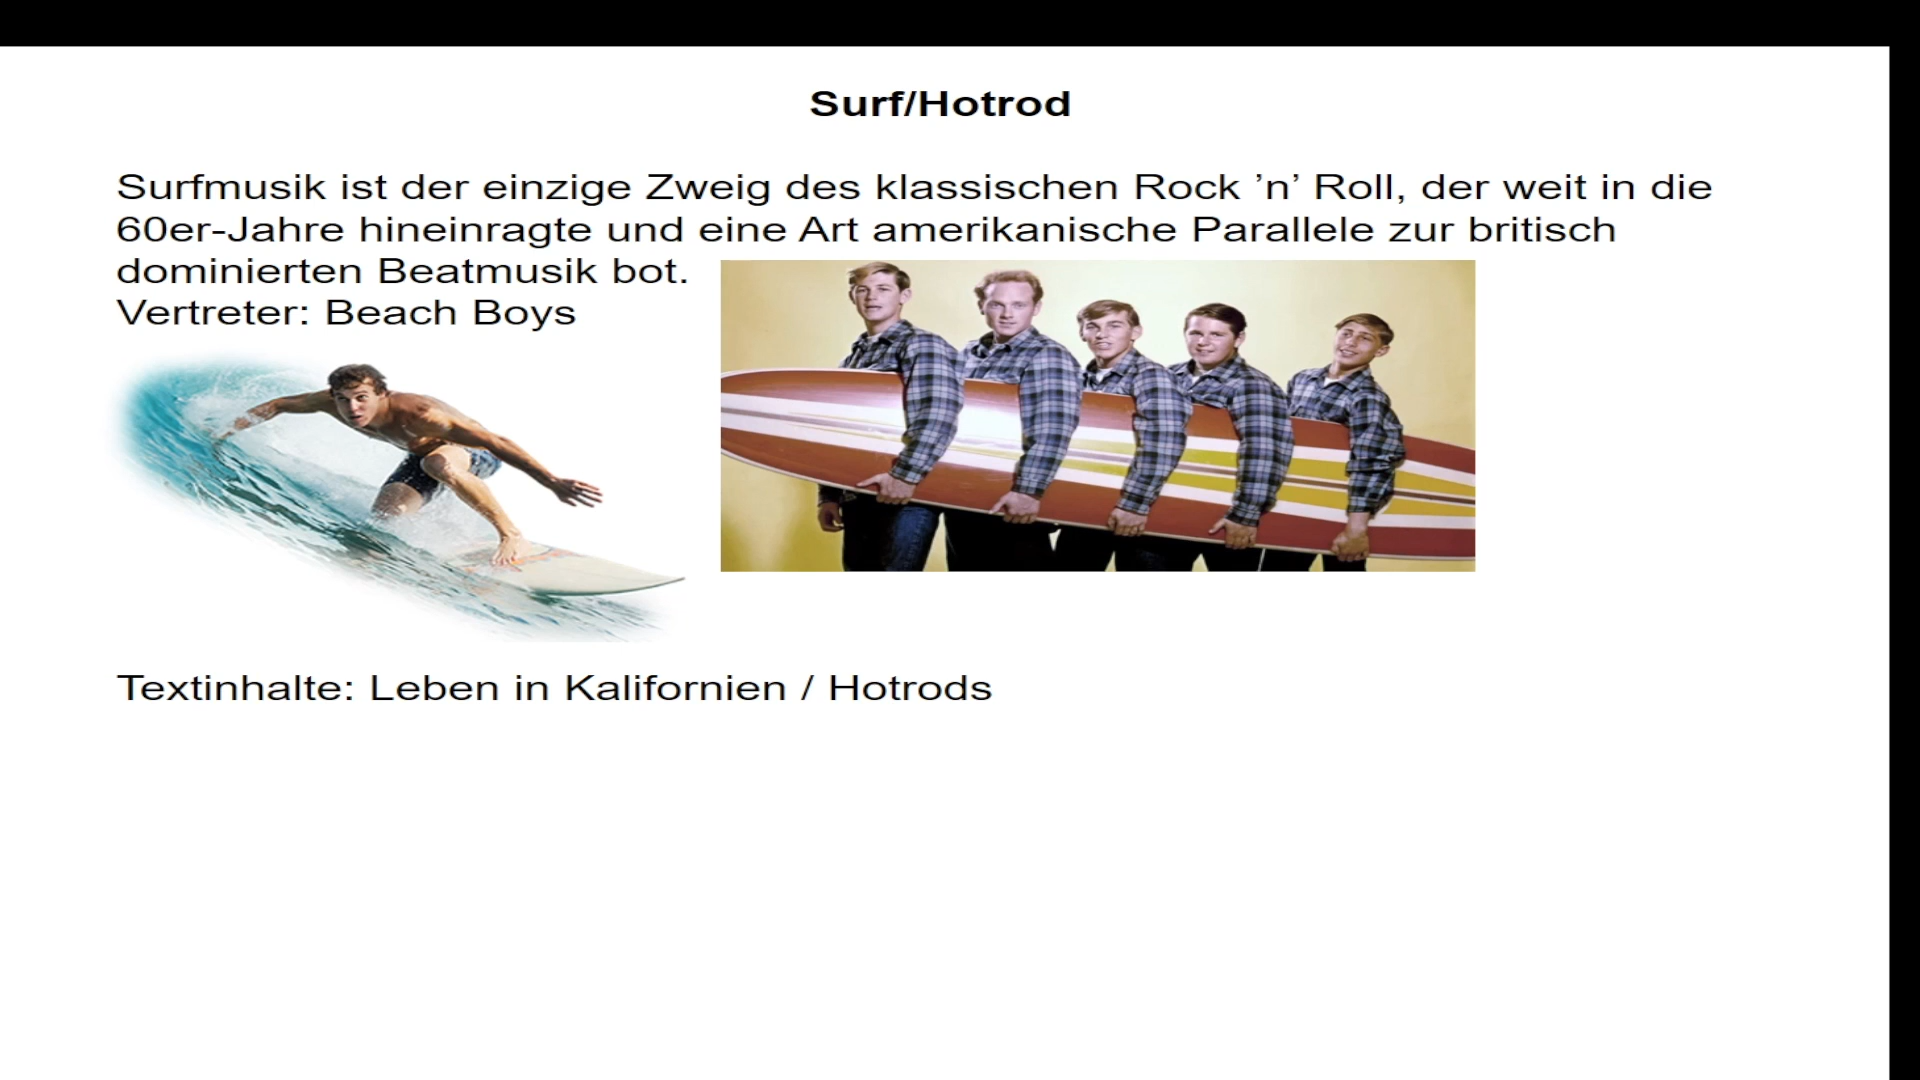 Surf/Hotrod
Surfmusik ist der einzige Zweig des klassischen Rock ’n’ Roll, der weit in die
60er-Jahre hineinragte und eine Art amerikanische Parallele zur britisch
dominierten Beatmusik bot.
Vertreter: Beach Boys
Textinhalte: Leben in Kalifornien / Hotrods